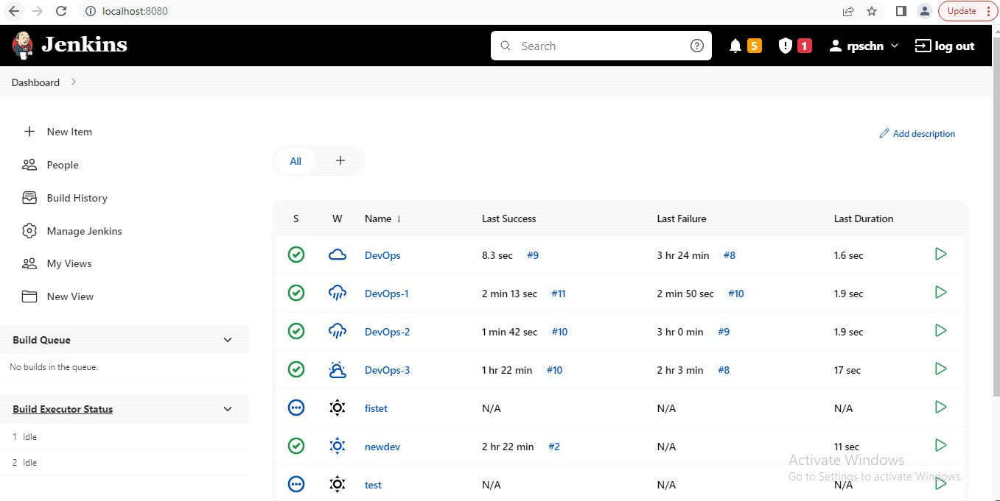 localhost:8080
Update
Jenkins
Search
5
1
rpschn
log out
Dashboard
New Item
People
Build History
Manage Jenkins
My Views
New View
Build Queue
No builds in the queue.
Build Executor Status
1 Idle
2 Idle
Add description
All +
S W Name ↓ Last Success Last Failure Last Duration
DevOps 8.3 sec #9 3 hr 24 min #8 1.6 sec
DevOps-1 2 min 13 sec #11 2 min 50 sec #10 1.9 sec
DevOps-2 1 min 42 sec #10 3 hr 0 min #9 1.9 sec
DevOps-3 1 hr 22 min #10 2 hr 3 min #8 17 sec
fistet N/A N/A N/A
newdev 2 hr 22 min #2 N/A 11 sec
test N/A N/A N/A
Activate Windows
Go to Settings to activate Windows.